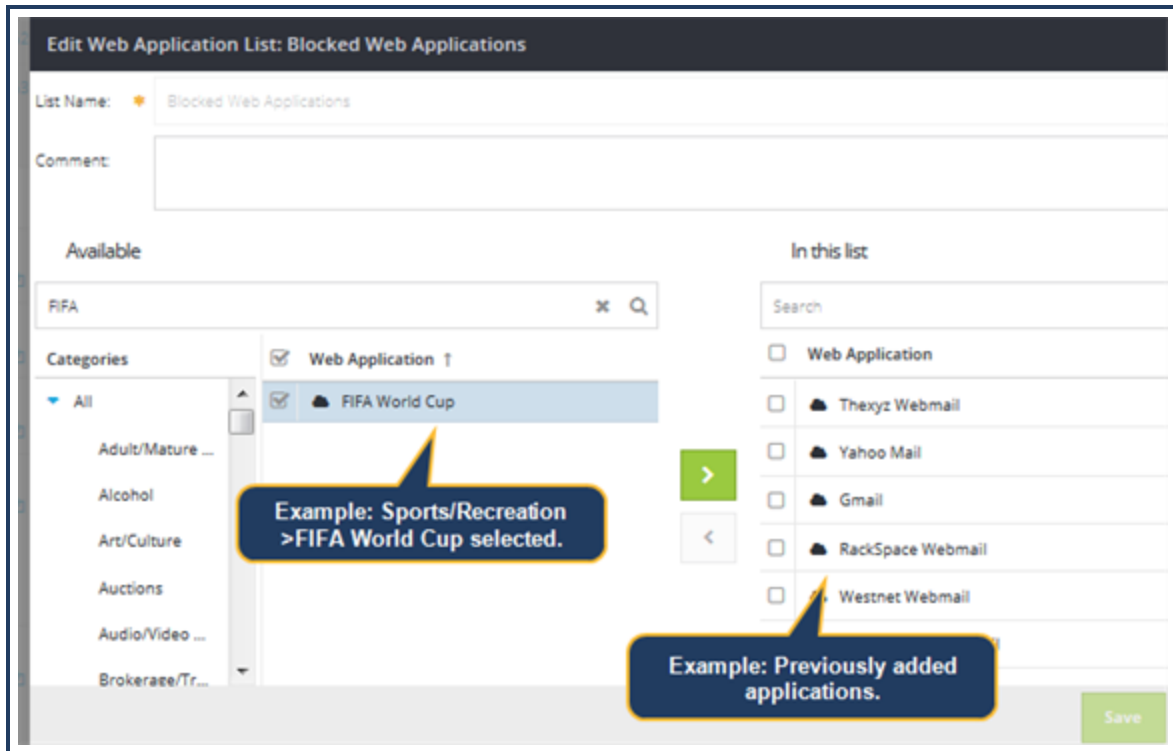 Edit Web Application List: Blocked Web Applications
List Name: * Blocked Web Applications
Comment:
Available
In this list
FIFA
Search
Categories
Web Application ↑
Web Application
All
FIFA World Cup
Thexyz Webmail
Adult/Mature ...
Yahoo Mail
Alcohol
Gmail
Art/Culture
RackSpace Webmail
Auctions
Westnet Webmail
Audio/Video ...
Brokerage/Tr...
Example: Sports/Recreation
>FIFA World Cup selected.
Example: Previously added
applications.
Save